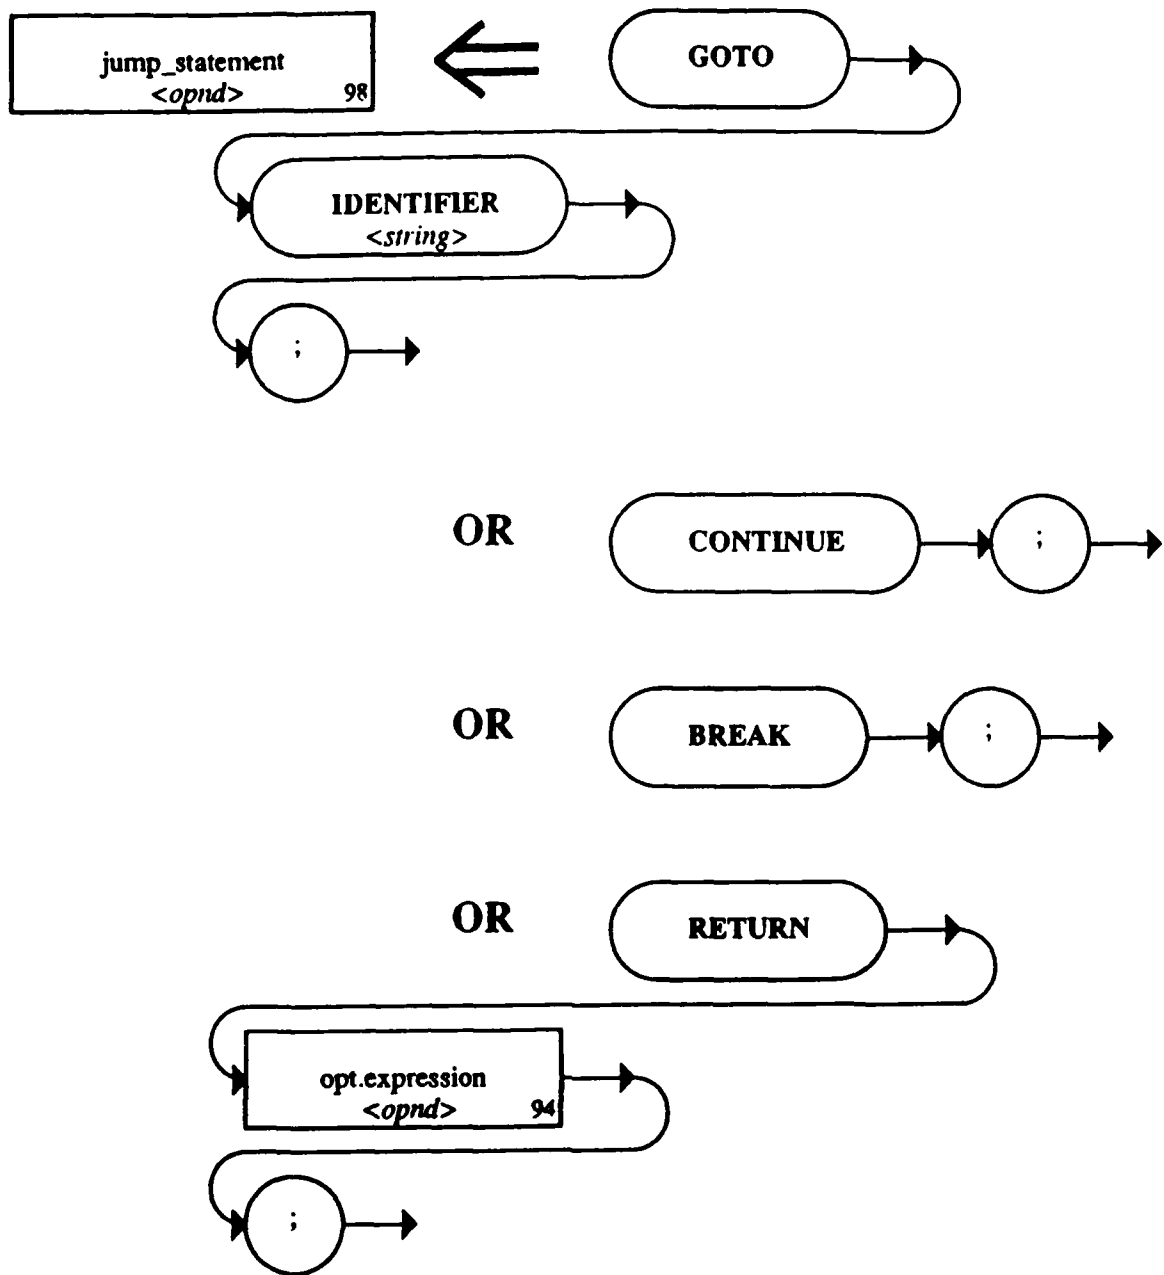 jump_statement
<opnd> 98
GOTO
IDENTIFIER
<string>
;
OR CONTINUE ;
OR BREAK ;
OR RETURN
opt.expression
<opnd> 94
;